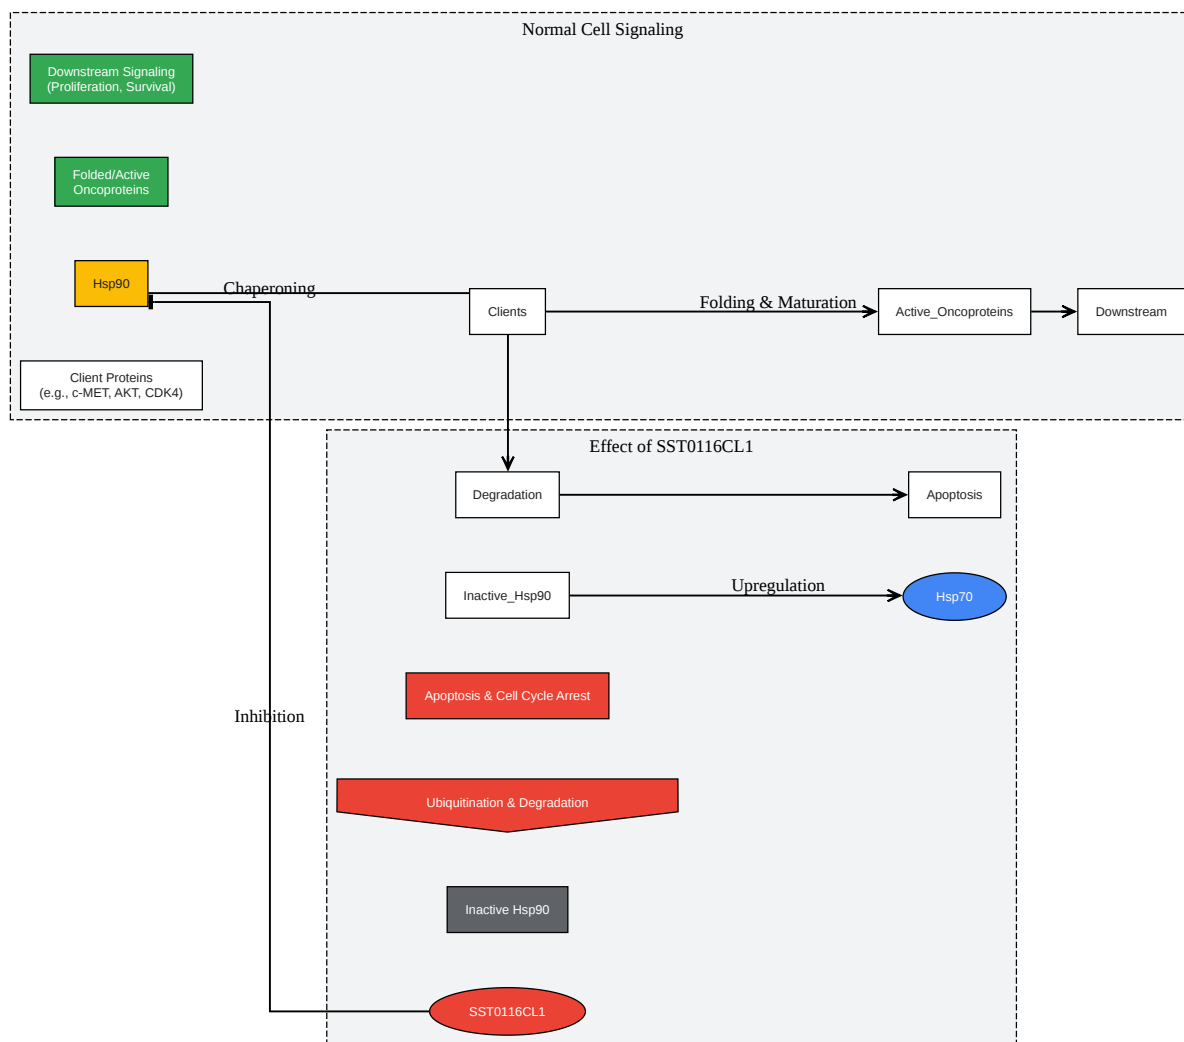 Normal Cell Signaling
Downstream Signaling
(Proliferation, Survival)
Folded/Active
Oncoproteins
Hsp90
Chaperoning
Clients
Folding & Maturation
Active_Oncoproteins
Downstream
Client Proteins
(e.g., c-MET, AKT, CDK4)
Effect of SST0116CL1
Degradation
Apoptosis
Inactive_Hsp90
Upregulation
Hsp70
Apoptosis & Cell Cycle Arrest
Inhibition
Ubiquitination & Degradation
Inactive Hsp90
SST0116CL1